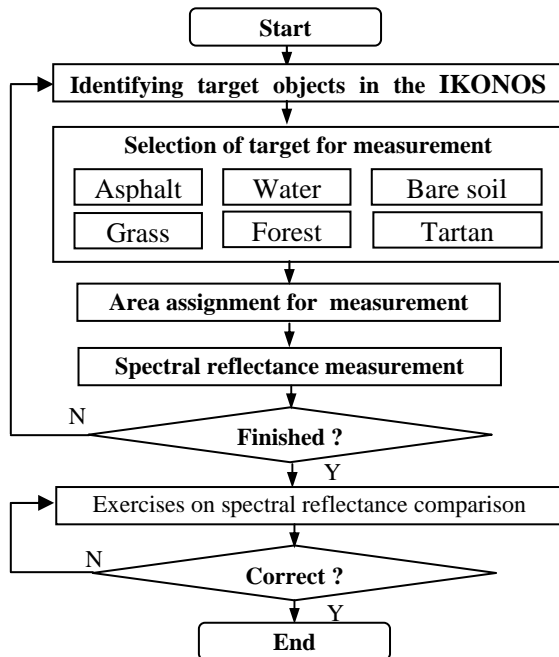 Start
Identifying target objects in the IKONOS
Selection of target for measurement
Asphalt Water Bare soil
Grass Forest Tartan
Area assignment for measurement
Spectral reflectance measurement
N
Finished ?
Y
Exercises on spectral reflectance comparison
N
Correct ?
Y
End